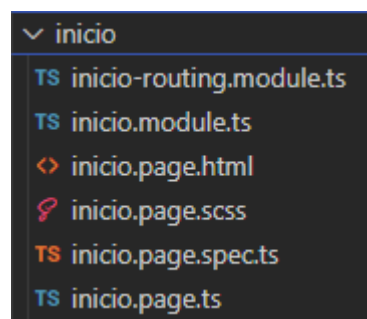 inicio
TS inicio-routing.module.ts
TS inicio.module.ts
<> inicio.page.html
inicio.page.scss
TS inicio.page.spec.ts
TS inicio.page.ts